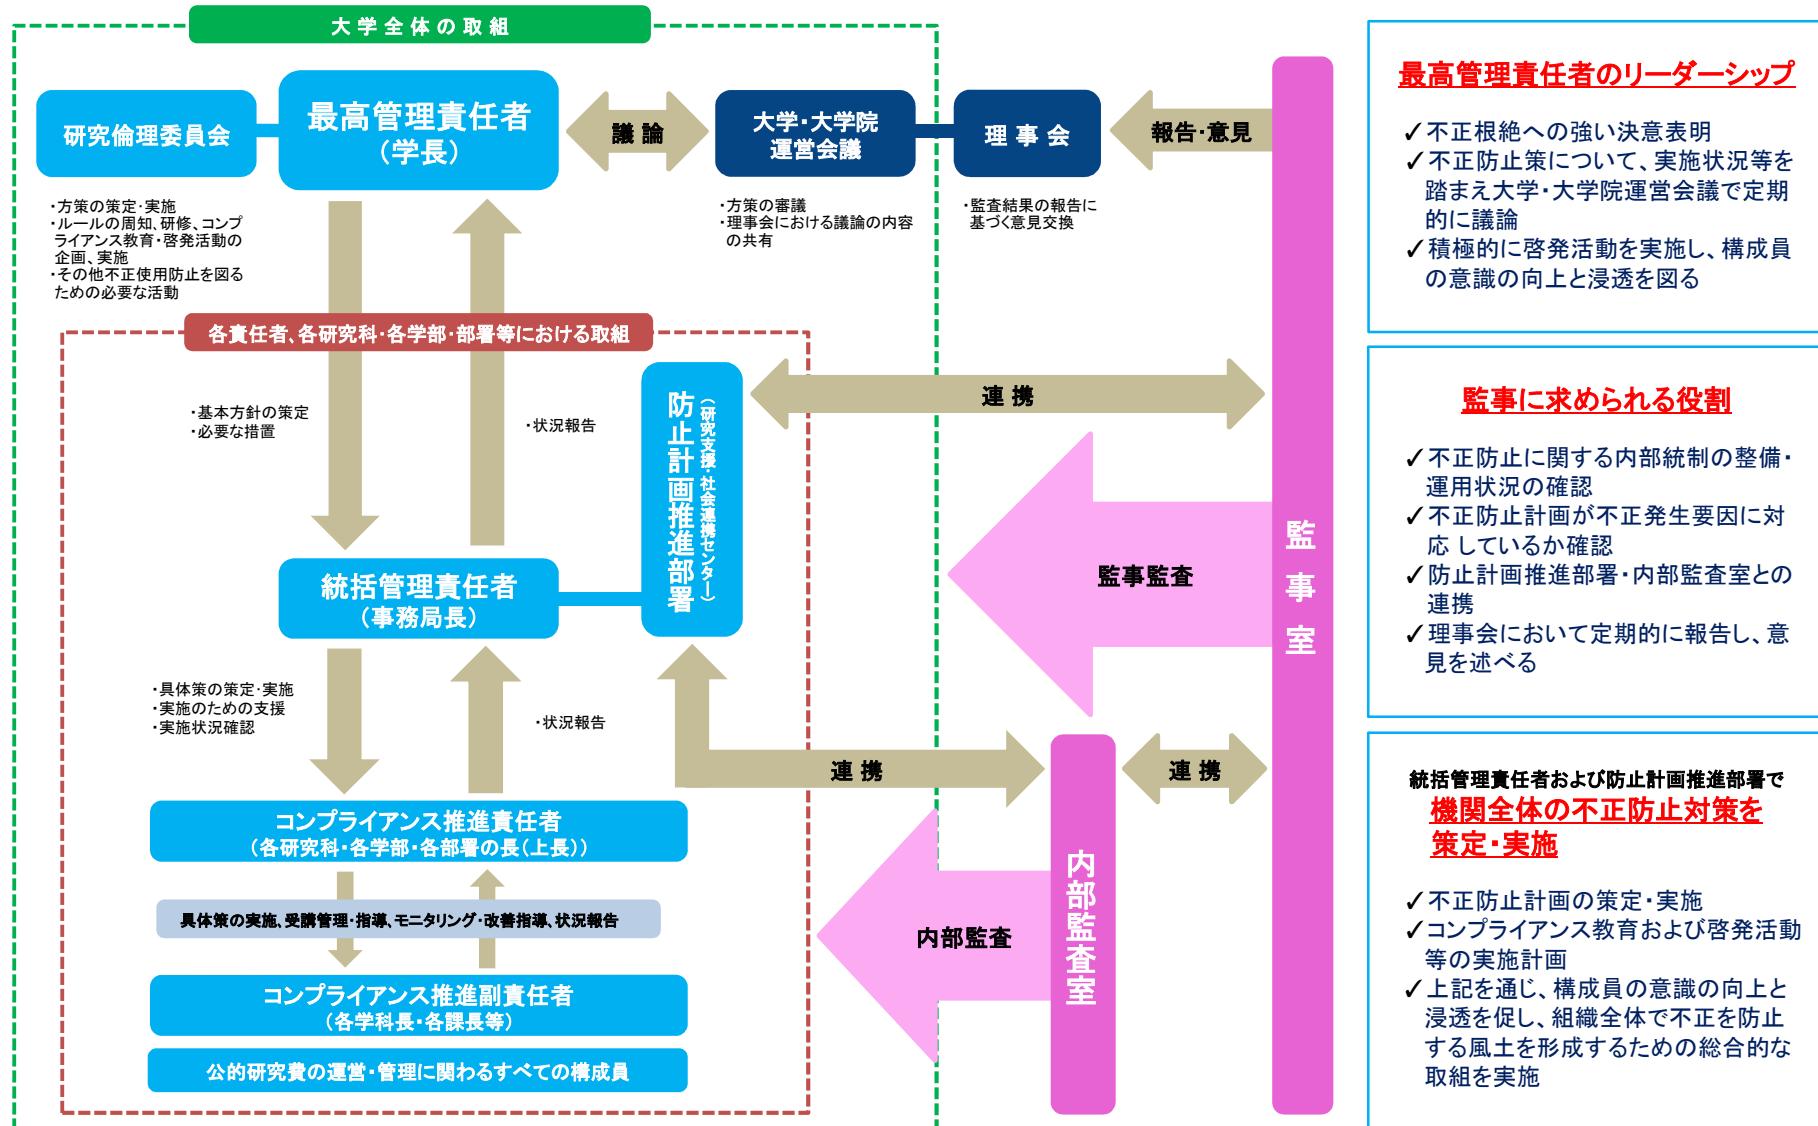 大学全体の取組
研究倫理委員会
最高管理責任者
（学長）
議 論
大学・大学院
運営会議
理 事 会
報告・意見
・方策の策定・実施
・ルールの周知、研修、コンプ
ライアンス教育・啓発活動の
企画、実施
・その他不正使用防止を図る
ための必要な活動
・方策の審議
・理事会における議論の内容
の共有
・監査結果の報告に
基づく意見交換
各責任者、各研究科・各学部・部署等における取組
・基本方針の策定
・必要な措置
・状況報告
防止計画推進部署
（研究支援・社会連携センター）
連 携
統括管理責任者
（事務局長）
監事監査
監事室
・具体策の策定・実施
・実施のための支援
・実施状況確認
・状況報告
連 携
連 携
コンプライアンス推進責任者
（各研究科・各学部・各部署の長（上長））
具体策の実施、受講管理・指導、モニタリング・改善指導、状況報告
内部監査
内部監査室
コンプライアンス推進副責任者
（各学科長・各課長等）
公的研究費の運営・管理に関わるすべての構成員
最高管理責任者のリーダーシップ
✓不正根絶への強い決意表明
✓不正防止策について、実施状況等を
踏まえ大学・大学院運営会議で定期
的に議論
✓積極的に啓発活動を実施し、構成員
の意識の向上と浸透を図る
監事に求められる役割
✓不正防止に関する内部統制の整備・
運用状況の確認
✓不正防止計画が不正発生要因に対
応 しているか確認
✓防止計画推進部署・内部監査室との
連携
✓理事会において定期的に報告し、意
見を述べる
統括管理責任者および防止計画推進部署で
機関全体の不正防止対策を
策定・実施
✓不正防止計画の策定・実施
✓コンプライアンス教育および啓発活動
等の実施計画
✓上記を通じ、構成員の意識の向上と
浸透を促し、組織全体で不正を防止
する風土を形成するための総合的な
取組を実施